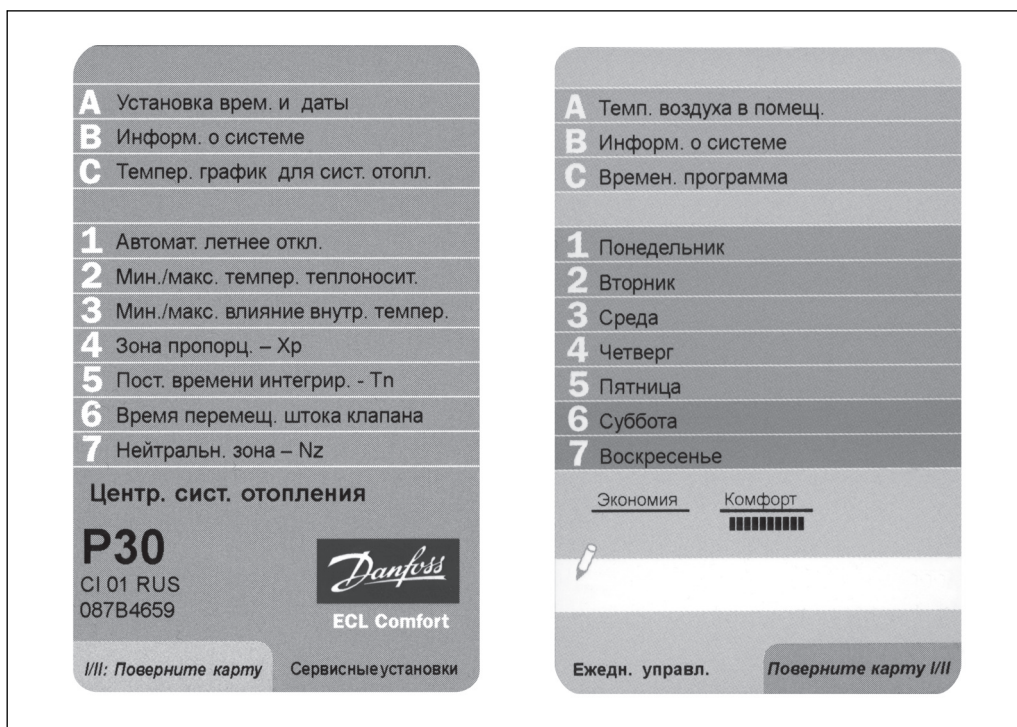 A Установка врем. и даты
B Информ. о системе
C Темпер. график для сист. отопл.
1 Автомат. летнее откл.
2 Мин./макс. темпер. теплоносит.
3 Мин./макс. влияние внутр. темпер.
4 Зона пропорц. – Xp
5 Пост. времени интегрир. - Tn
6 Время перемещ. штока клапана
7 Нейтральн. зона – Nz
Центр. сист. отопления
P30
CI 01 RUS
087B4659
Danfoss
ECL Comfort
I/II: Поверните карту
Сервисные установки
A Темп. воздуха в помещ.
B Информ. о системе
C Времен. программа
1 Понедельник
2 Вторник
3 Среда
4 Четверг
5 Пятница
6 Суббота
7 Воскресенье
Экономия Комфорт
Ежедн. управл.
Поверните карту I/II